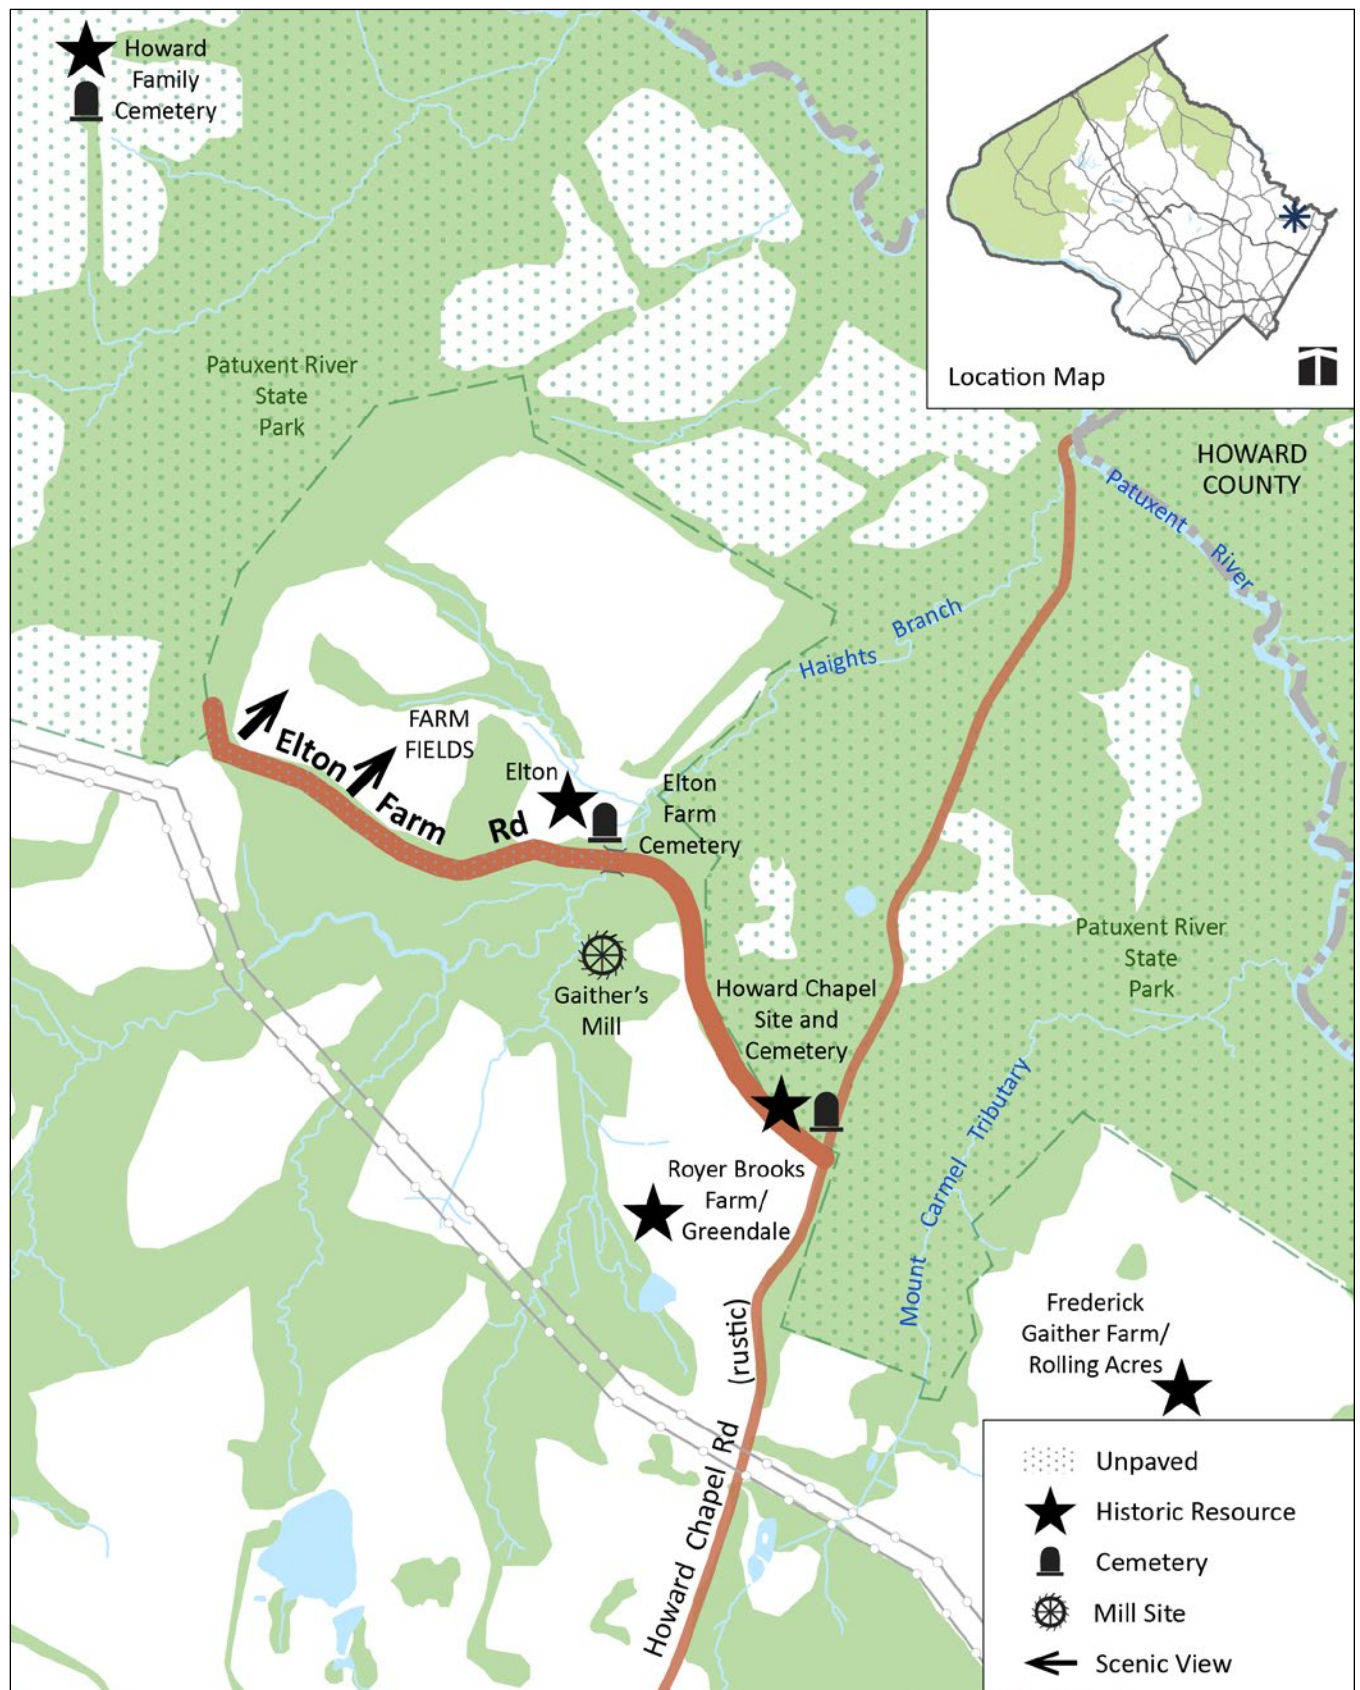 Howard
Family
Cemetery
Location Map
Patuxent River
State
Park
HOWARD
COUNTY
Patuxent River
Haights Branch
FARM
FIELDS
Elton Farm Rd
Elton
Elton
Farm
Cemetery
Patuxent River
State
Park
Gaither’s
Mill
Howard Chapel
Site and
Cemetery
Mount Carmel Tributary
Royer Brooks
Farm/
Greendale
Frederick
Gaither Farm/
Rolling Acres
Howard Chapel Rd (rustic)
Unpaved
Historic Resource
Cemetery
Mill Site
Scenic View